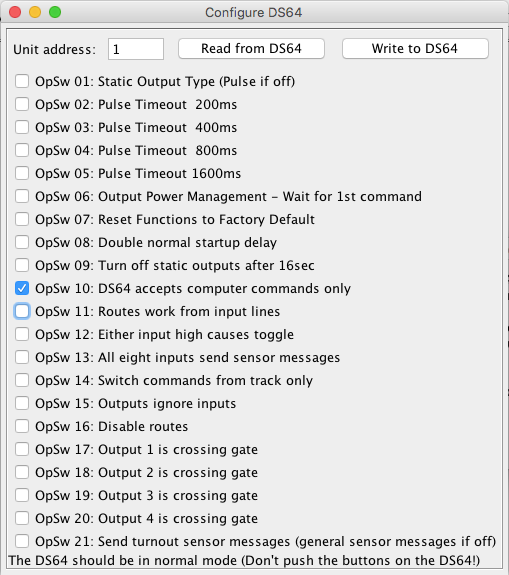 Configure DS64
Unit address: 1 Read from DS64 Write to DS64
OpSw 01: Static Output Type (Pulse if off)
OpSw 02: Pulse Timeout  200ms
OpSw 03: Pulse Timeout  400ms
OpSw 04: Pulse Timeout  800ms
OpSw 05: Pulse Timeout 1600ms
OpSw 06: Output Power Management - Wait for 1st command
OpSw 07: Reset Functions to Factory Default
OpSw 08: Double normal startup delay
OpSw 09: Turn off static outputs after 16sec
OpSw 10: DS64 accepts computer commands only
OpSw 11: Routes work from input lines
OpSw 12: Either input high causes toggle
OpSw 13: All eight inputs send sensor messages
OpSw 14: Switch commands from track only
OpSw 15: Outputs ignore inputs
OpSw 16: Disable routes
OpSw 17: Output 1 is crossing gate
OpSw 18: Output 2 is crossing gate
OpSw 19: Output 3 is crossing gate
OpSw 20: Output 4 is crossing gate
OpSw 21: Send turnout sensor messages (general sensor messages if off)
The DS64 should be in normal mode (Don't push the buttons on the DS64!)